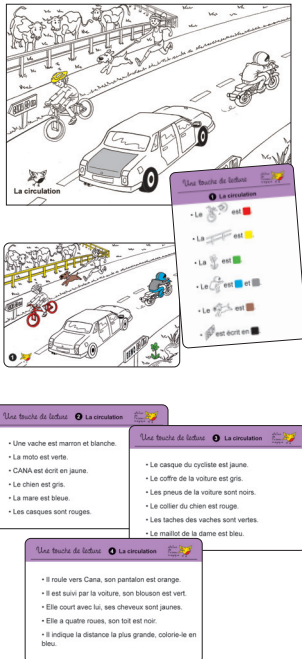 La circulation
Une touche de lecture 1 La circulation
• Le est
• La est
• La est
• Le est et
• Le est
• est écrit en
1
Une touche de lecture 2 La circulation
• Une vache est marron et blanche.
• La moto est verte.
• CANA est écrit en jaune.
• Le chien est gris.
• La mare est bleue.
• Les casques sont rouges.
Une touche de lecture 3 La circulation
• Le casque du cycliste est jaune.
• Le coffre de la voiture est gris.
• Les pneus de la voiture sont noirs.
• Le collier du chien est rouge.
• Les taches des vaches sont vertes.
• Le maillot de la dame est bleu.
Une touche de lecture 4 La circulation
• Il roule vers Cana, son pantalon est orange.
• Il est suivi par la voiture, son blouson est vert.
• Elle court avec lui, ses cheveux sont jaunes.
• Elle a quatre roues, son toit est noir.
• Il indique la distance la plus grande, colorie-le en
bleu.